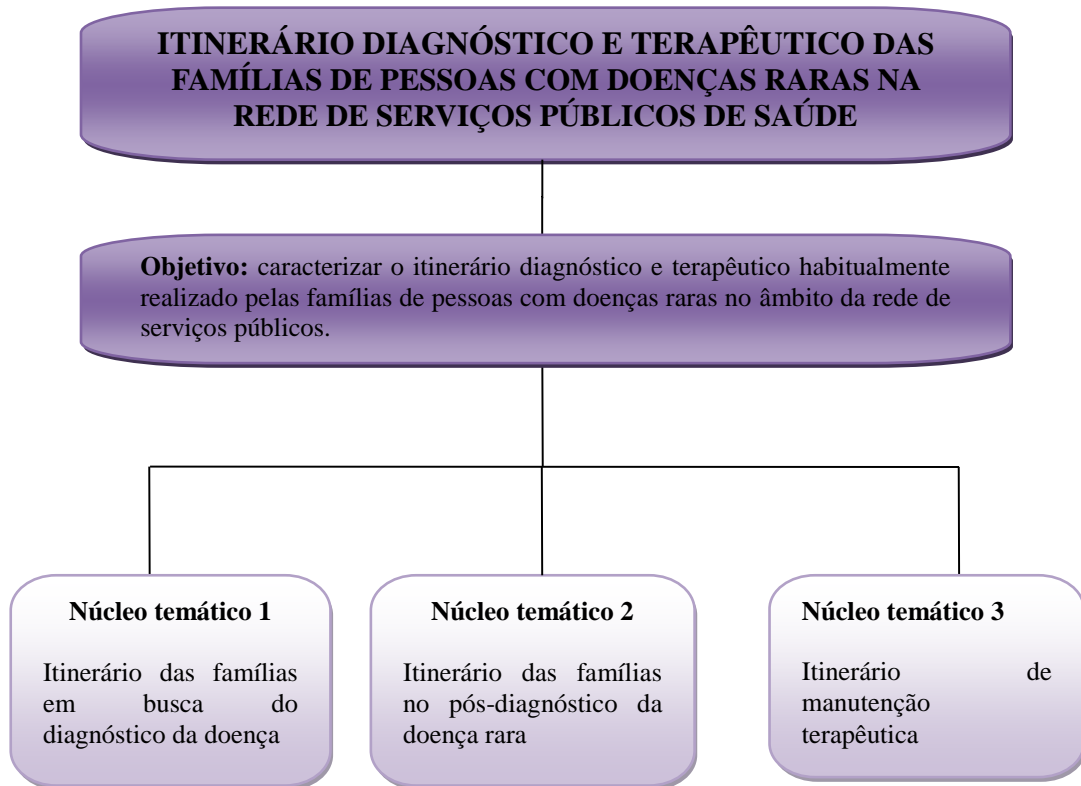 ITINERÁRIO DIAGNÓSTICO E TERAPÊUTICO DAS
FAMÍLIAS DE PESSOAS COM DOENÇAS RARAS NA
REDE DE SERVIÇOS PÚBLICOS DE SAÚDE
Objetivo: caracterizar o itinerário diagnóstico e terapêutico habitualmente
realizado pelas famílias de pessoas com doenças raras no âmbito da rede de
serviços públicos.
Núcleo temático 1
Itinerário das famílias
em busca do
diagnóstico da doença
Núcleo temático 2
Itinerário das famílias
no pós-diagnóstico da
doença rara
Núcleo temático 3
Itinerário de
manutenção
terapêutica